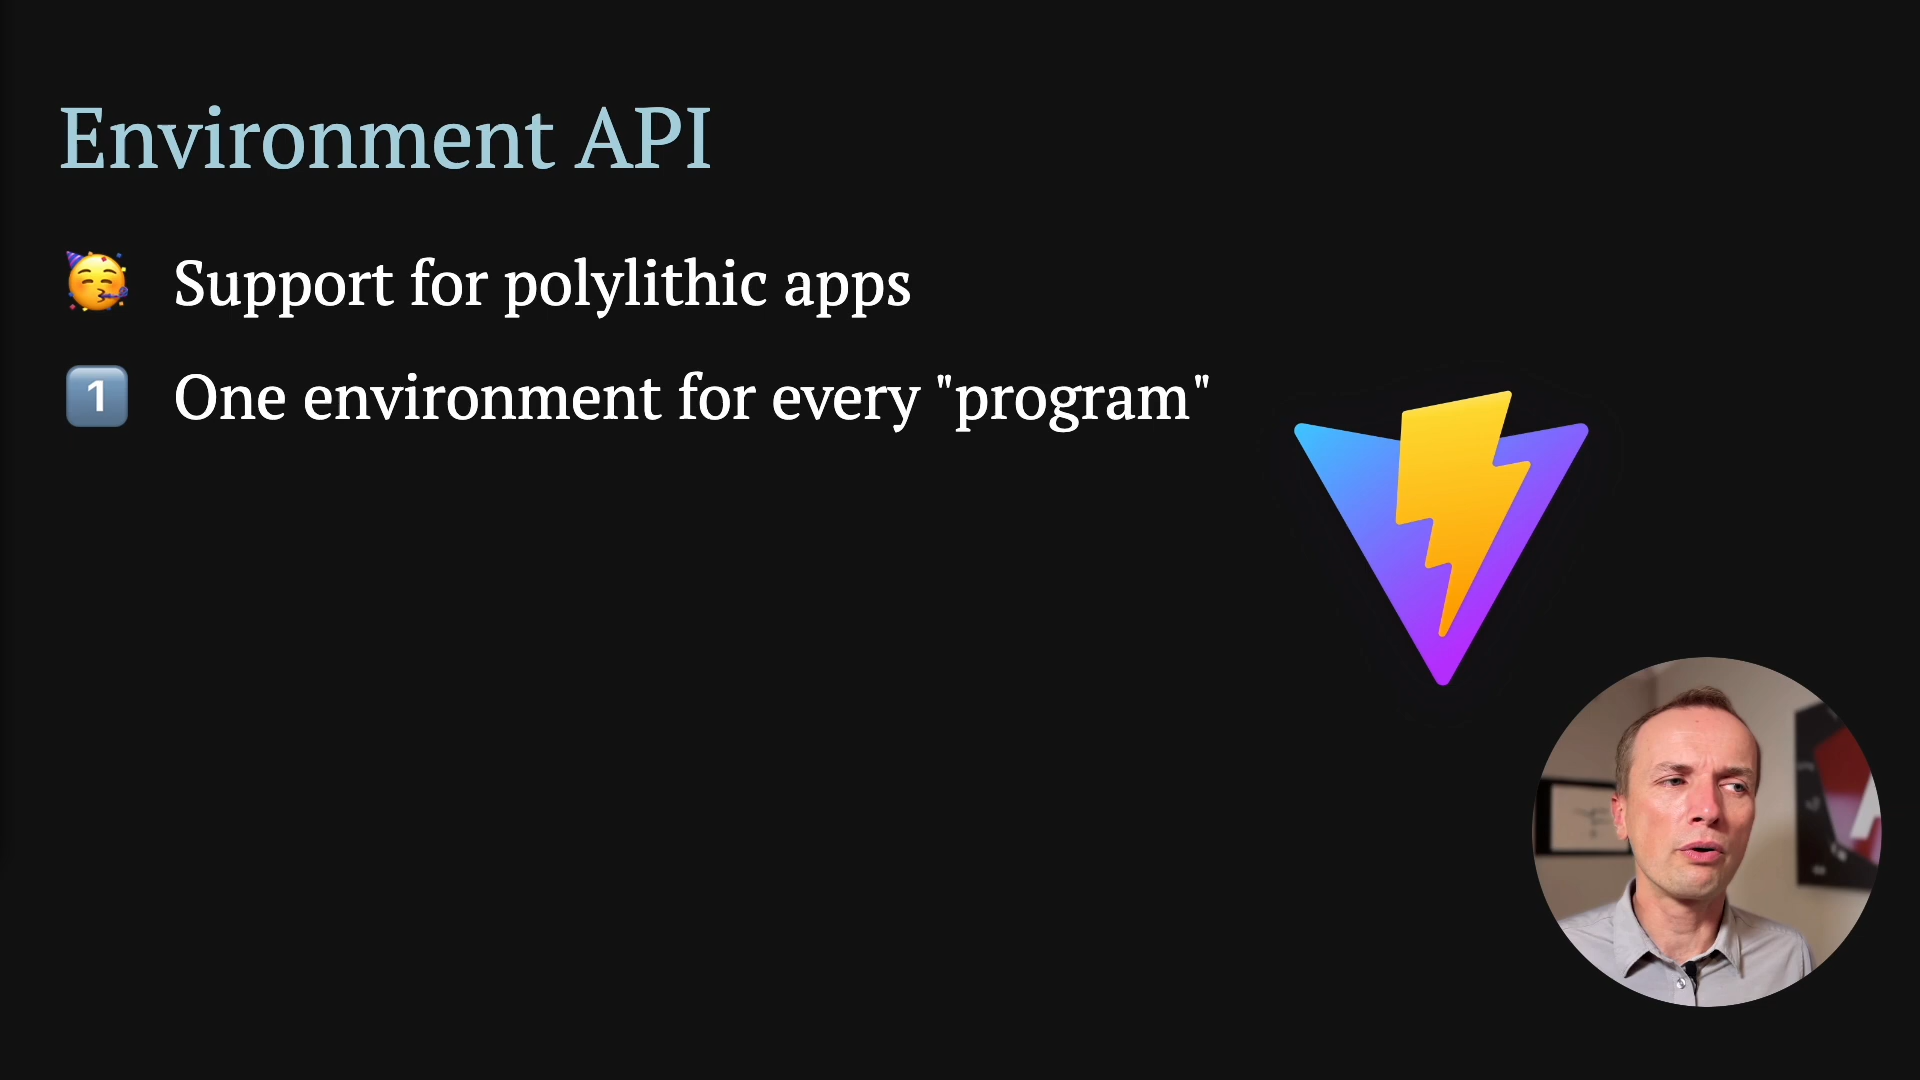 Environment API
🥳 Support for polylithic apps
1️⃣ One environment for every "program"